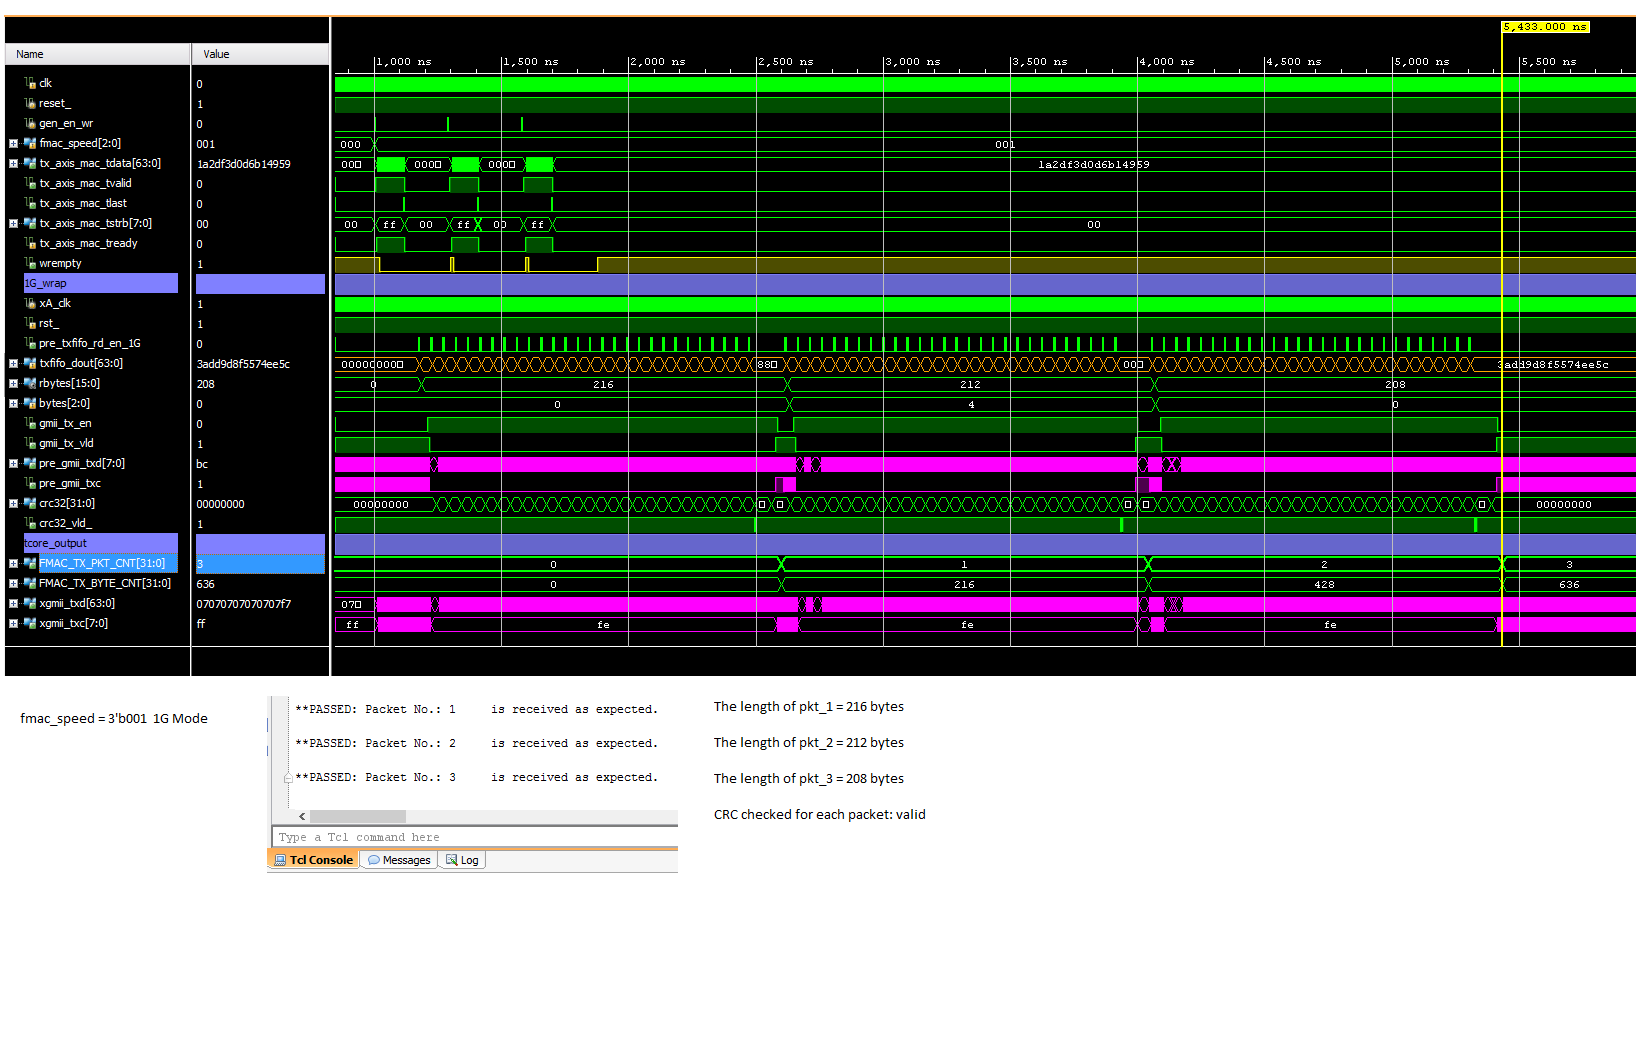 5,433.000 ns
Name Value
1,000 ns 1,500 ns 2,000 ns 2,500 ns 3,000 ns 3,500 ns 4,000 ns 4,500 ns 5,000 ns 5,500 ns
clk 0
reset_ 1
gen_en_wr 0
fmac_speed[2:0] 001 000 001
tx_axis_mac_tdata[63:0] 1a2df3d0d6b14959 00 000 000 1a2df3d0d6b14959
tx_axis_mac_tvalid 0
tx_axis_mac_tlast 0
tx_axis_mac_tstrb[7:0] 00 00 ff 00 ff 00 ff 00
tx_axis_mac_tready 0
wrempty 1
1G_wrap
xA_clk 1
rst_ 1
pre_txfifo_rd_en_1G 0
txfifo_dout[63:0] 3add9d8f5574ee5c 00000000 88 00 3add9d8f5574ee5c
rbytes[15:0] 208 0 216 212 208
bytes[2:0] 0 0 4 0
gmii_tx_en 0
gmii_tx_vld 1
pre_gmii_txd[7:0] bc
pre_gmii_txc 1
crc32[31:0] 00000000 00000000 00000000
crc32_vld_ 1
tcore_output
FMAC_TX_PKT_CNT[31:0] 3 0 1 2 3
FMAC_TX_BYTE_CNT[31:0] 636 0 216 428 636
xgmii_txd[63:0] 07070707070707f7 07
xgmii_txc[7:0] ff ff fe fe fe
fmac_speed = 3'b001 1G Mode
**PASSED: Packet No.: 1 is received as expected.
**PASSED: Packet No.: 2 is received as expected.
**PASSED: Packet No.: 3 is received as expected.
Type a Tcl command here
Tcl Console Messages Log
The length of pkt_1 = 216 bytes
The length of pkt_2 = 212 bytes
The length of pkt_3 = 208 bytes
CRC checked for each packet: valid